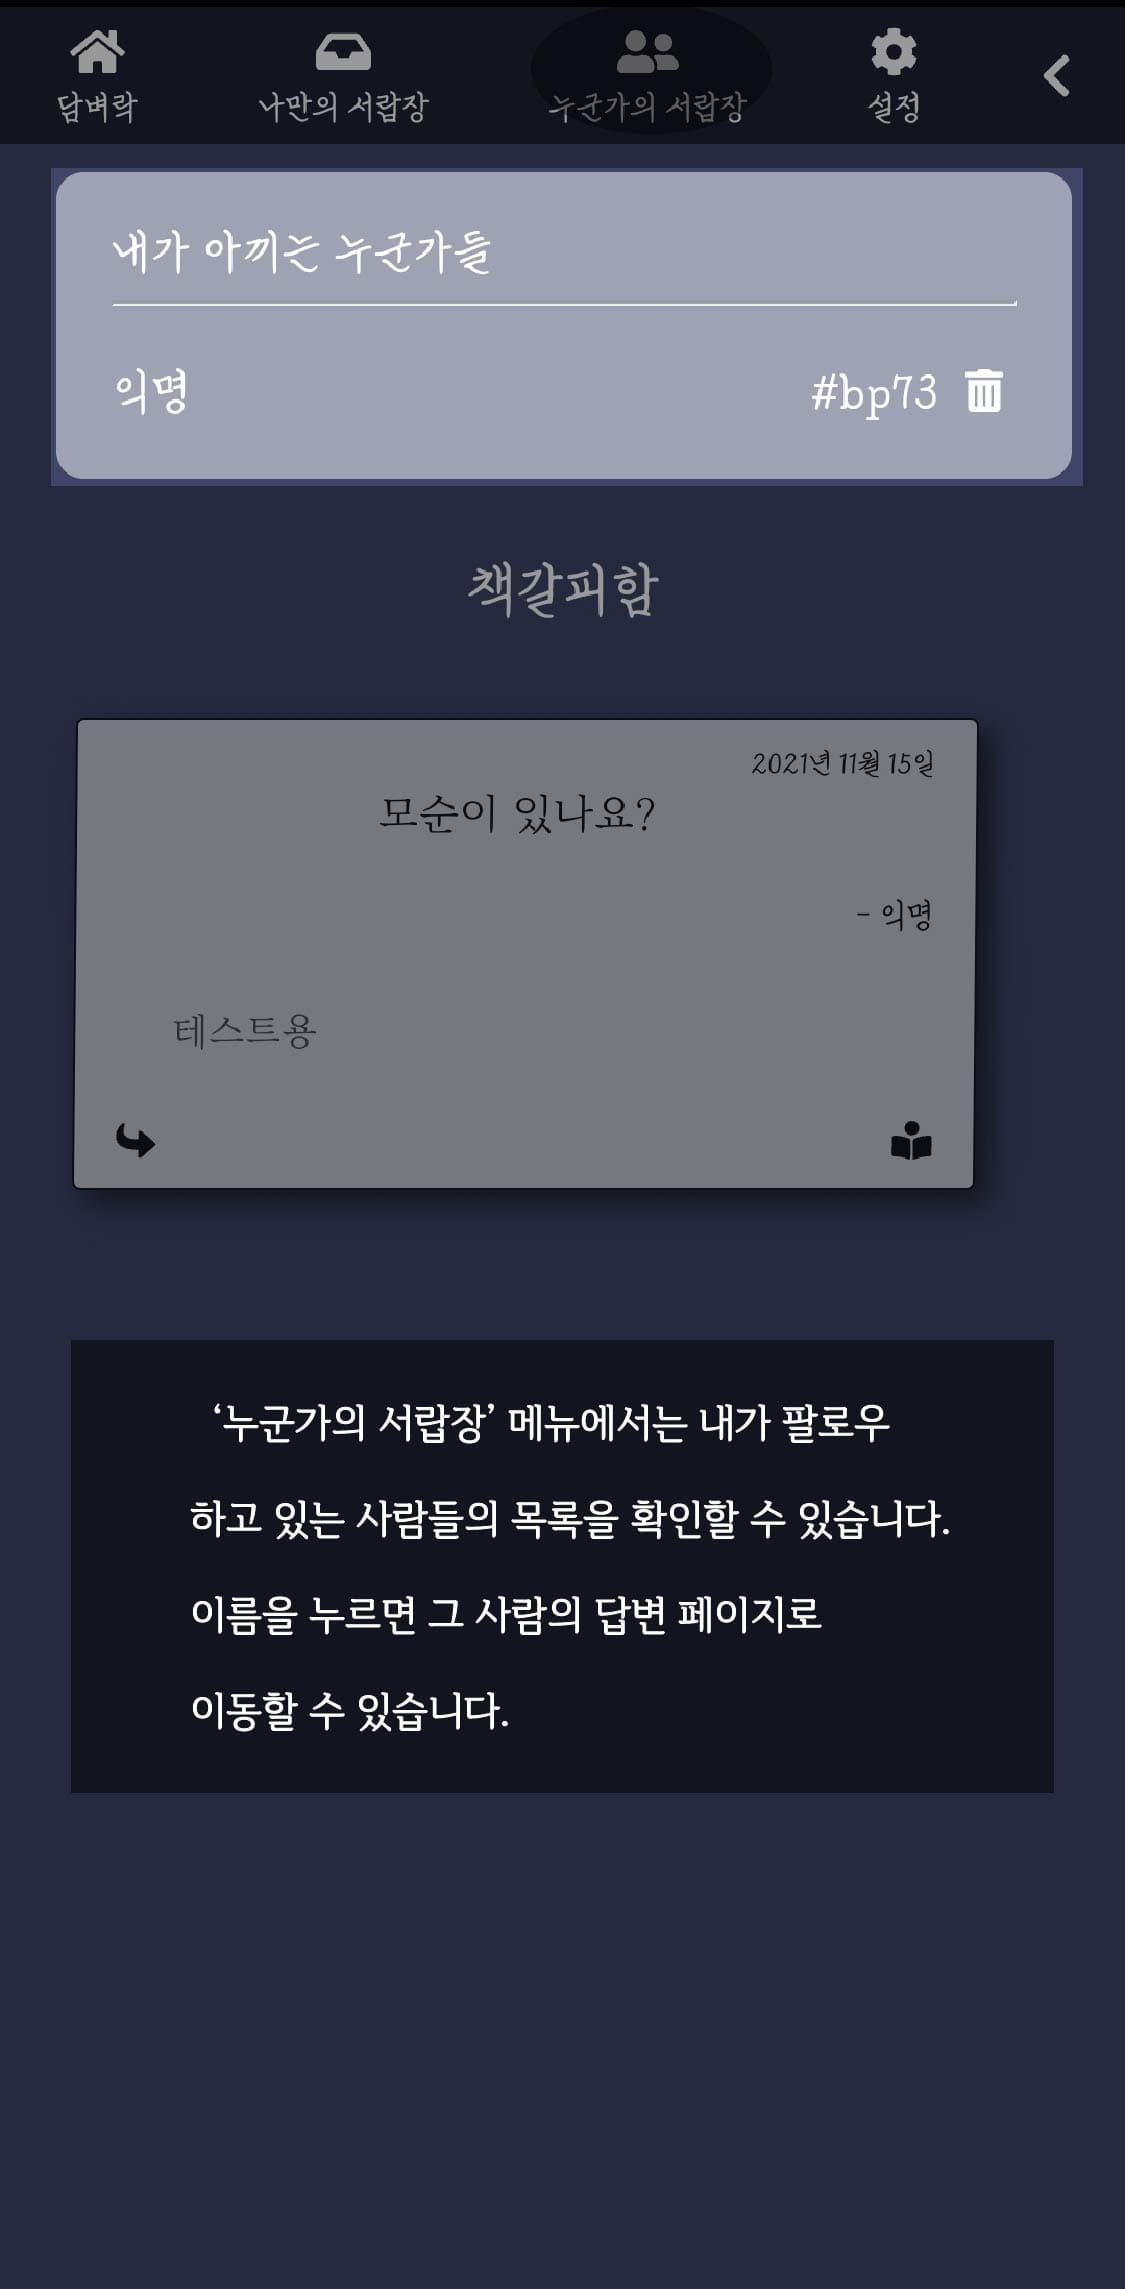 담벼락 나만의 서랍장 누군가의 서랍장 설정
내가 아끼는 누군가들
익명 #bp73
책갈피함
2021년 11월 15일
모순이 있나요?
- 익명
테스트용
‘누군가의 서랍장’ 메뉴에서는 내가 팔로우
하고 있는 사람들의 목록을 확인할 수 있습니다.
이름을 누르면 그 사람의 답변 페이지로
이동할 수 있습니다.